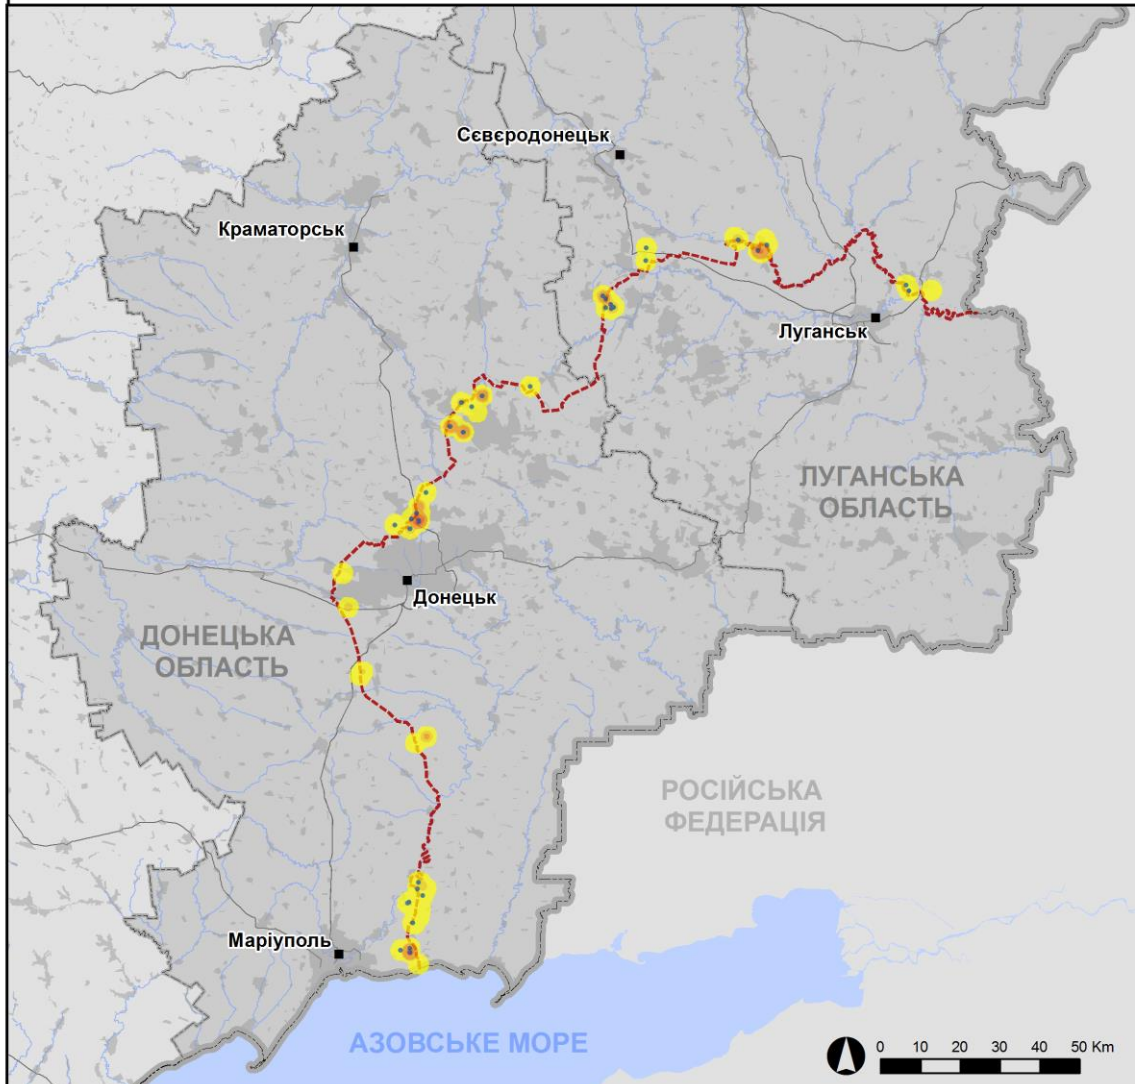 Сєвєродонецьк
Краматорськ
Луганськ
ЛУГАНСЬКА
ОБЛАСТЬ
Донецьк
ДОНЕЦЬКА
ОБЛАСТЬ
РОСІЙСЬКА
ФЕДЕРАЦІЯ
Маріуполь
АЗОВСЬКЕ МОРЕ
0 10 20 30 40 50 Km